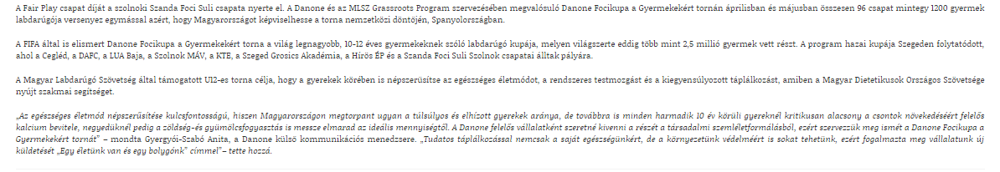 A Fair Play csapat díját a szolnoki Szanda Foci Suli csapata nyerte el. A Danone és az MLSZ Grassroots Program szervezésében megvalósuló Danone Focikupa a Gyermekekért tornán áprilisban és májusban összesen 96 csapat mintegy 1200 gyermek
labdarúgója versenyez egymással azért, hogy Magyarországot képviselhesse a torna nemzetközi döntőjén, Spanyolországban.
A FIFA által is elismert Danone Focikupa a Gyermekekért torna a világ legnagyobb, 10-12 éves gyermekeknek szóló labdarúgó kupája, melyen világszerte eddig több mint 2,5 millió gyermek vett részt. A program hazai kupája Szegeden folytatódott,
ahol a Cegléd, a DAFC, a LUA Baja, a Szolnok MÁV, a KTE, a Szeged Grosics Akadémia, a Hírös ÉP és a Szanda Foci Suli Szolnok csapatai álltak pályára.
A Magyar Labdarúgó Szövetség által támogatott U12-es torna célja, hogy a gyerekek körében is népszerüsítse az egészséges életmódot, a rendszeres testmozgást és a kiegyensúlyozott táplálkozást, amiben a Magyar Dietetikusok Országos Szövetsége
nyújt szakmai segítséget.
„Az egészséges életmód népszerűsítése kulcsfontosságú, hiszen Magyarországon megtorpant ugyan a túlsúlyos és elhízott gyerekek aránya, de továbbra is minden harmadik 10 év körüli gyereknél kritikusan alacsony a csontok növekedéséért felelős
kalcium bevitele, negyedüknél pedig a zöldség-és gyümölcsfogyasztás is messze elmarad az ideális mennyiségtől. A Danone felelős vállalatként szeretné kivenni a részét a társadalmi szemléletformálásból, ezért szervezzük meg ismét a Danone Focikupa a
Gyermekekért tornát” – mondta Gyergyói-Szabó Anita, a Danone külső kommunikációs menedzsere. „Tudatos táplálkozással nemcsak a saját egészségünkért, de a környezetünk védelméért is sokat tehetünk, ezért fogalmazta meg vállalatunk új
küldetését „Egy életünk van és egy bolygónk” címmel”– tette hozzá.